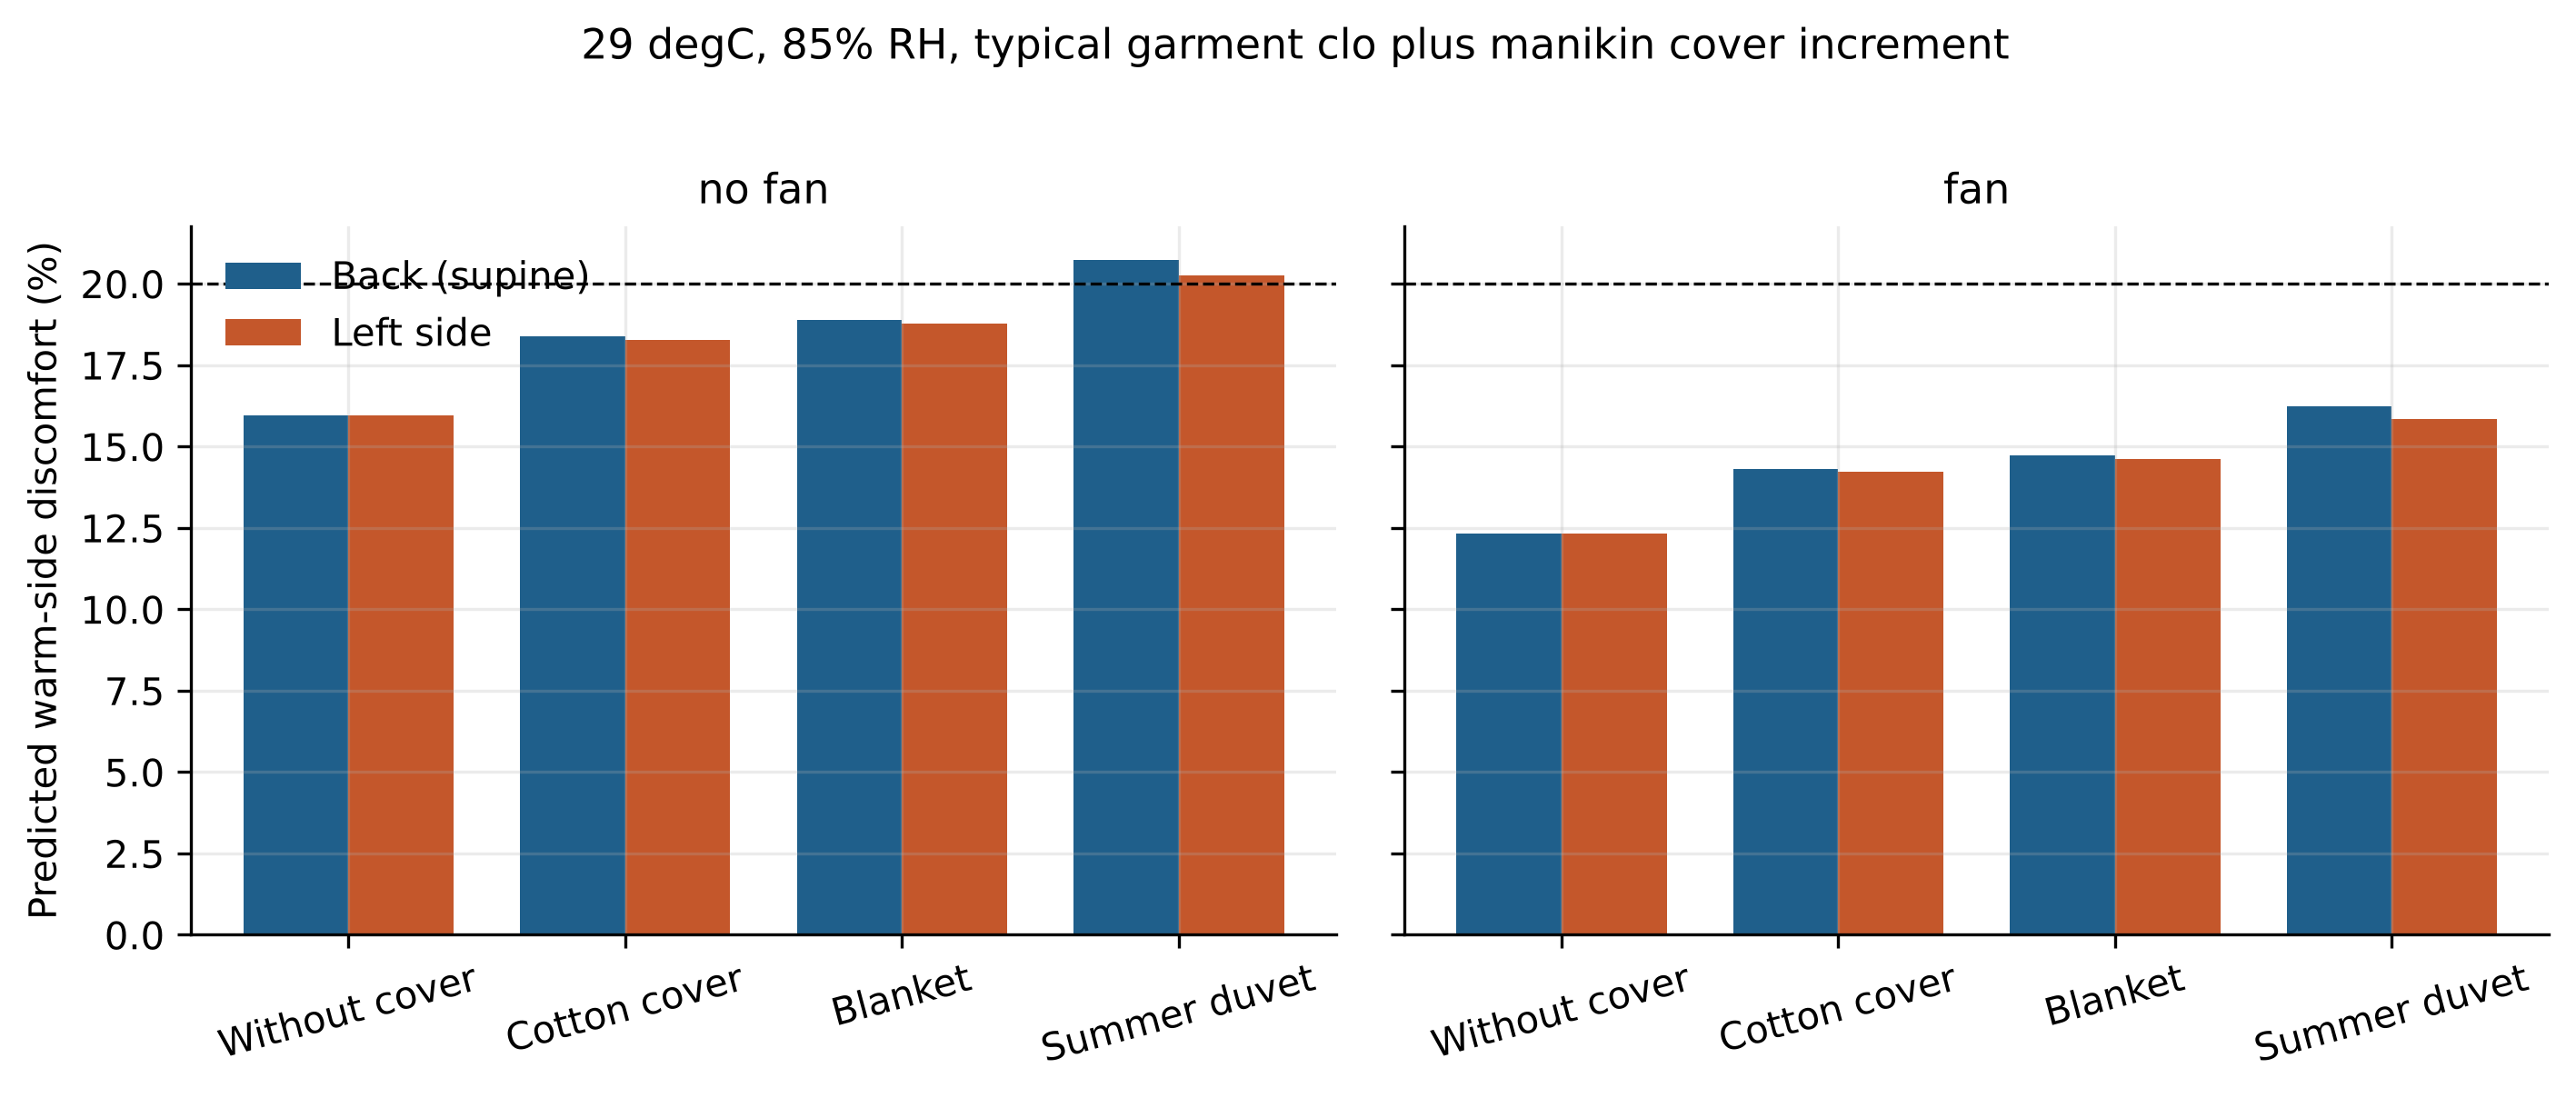 29 degC, 85% RH, typical garment clo plus manikin cover increment
no fan
fan
Predicted warm-side discomfort (%)
20.0
17.5
15.0
12.5
10.0
7.5
5.0
2.5
0.0
Back (supine)
Left side
Without cover
Cotton cover
Blanket
Summer duvet
Without cover
Cotton cover
Blanket
Summer duvet